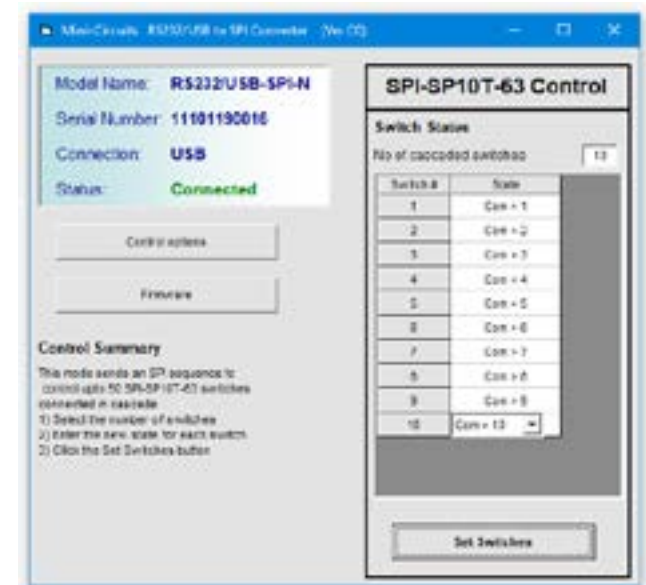 Mini-Circuits RS232/USB to SPI Converter (Ver C0)
Model Name: RS232/USB-SPI-N
Serial Number 11101190016
Connection: USB
Status: Connected
Control options
Firmware
Control Summary
This mode sends an SPI sequence to
control upto 50 SPI-SP10T-63 switches
connected in cascade
1) Select the number of switches
2) Enter the new state for each switch
3) Click the Set Switches button
SPI-SP10T-63 Control
Switch States
No of cascaded switches 10
Switch # State
1 Com > 1
2 Com > 2
3 Com > 3
4 Com > 4
5 Com > 5
6 Com > 6
7 Com > 7
8 Com > 8
9 Com > 9
10 Com > 10
Set Switches